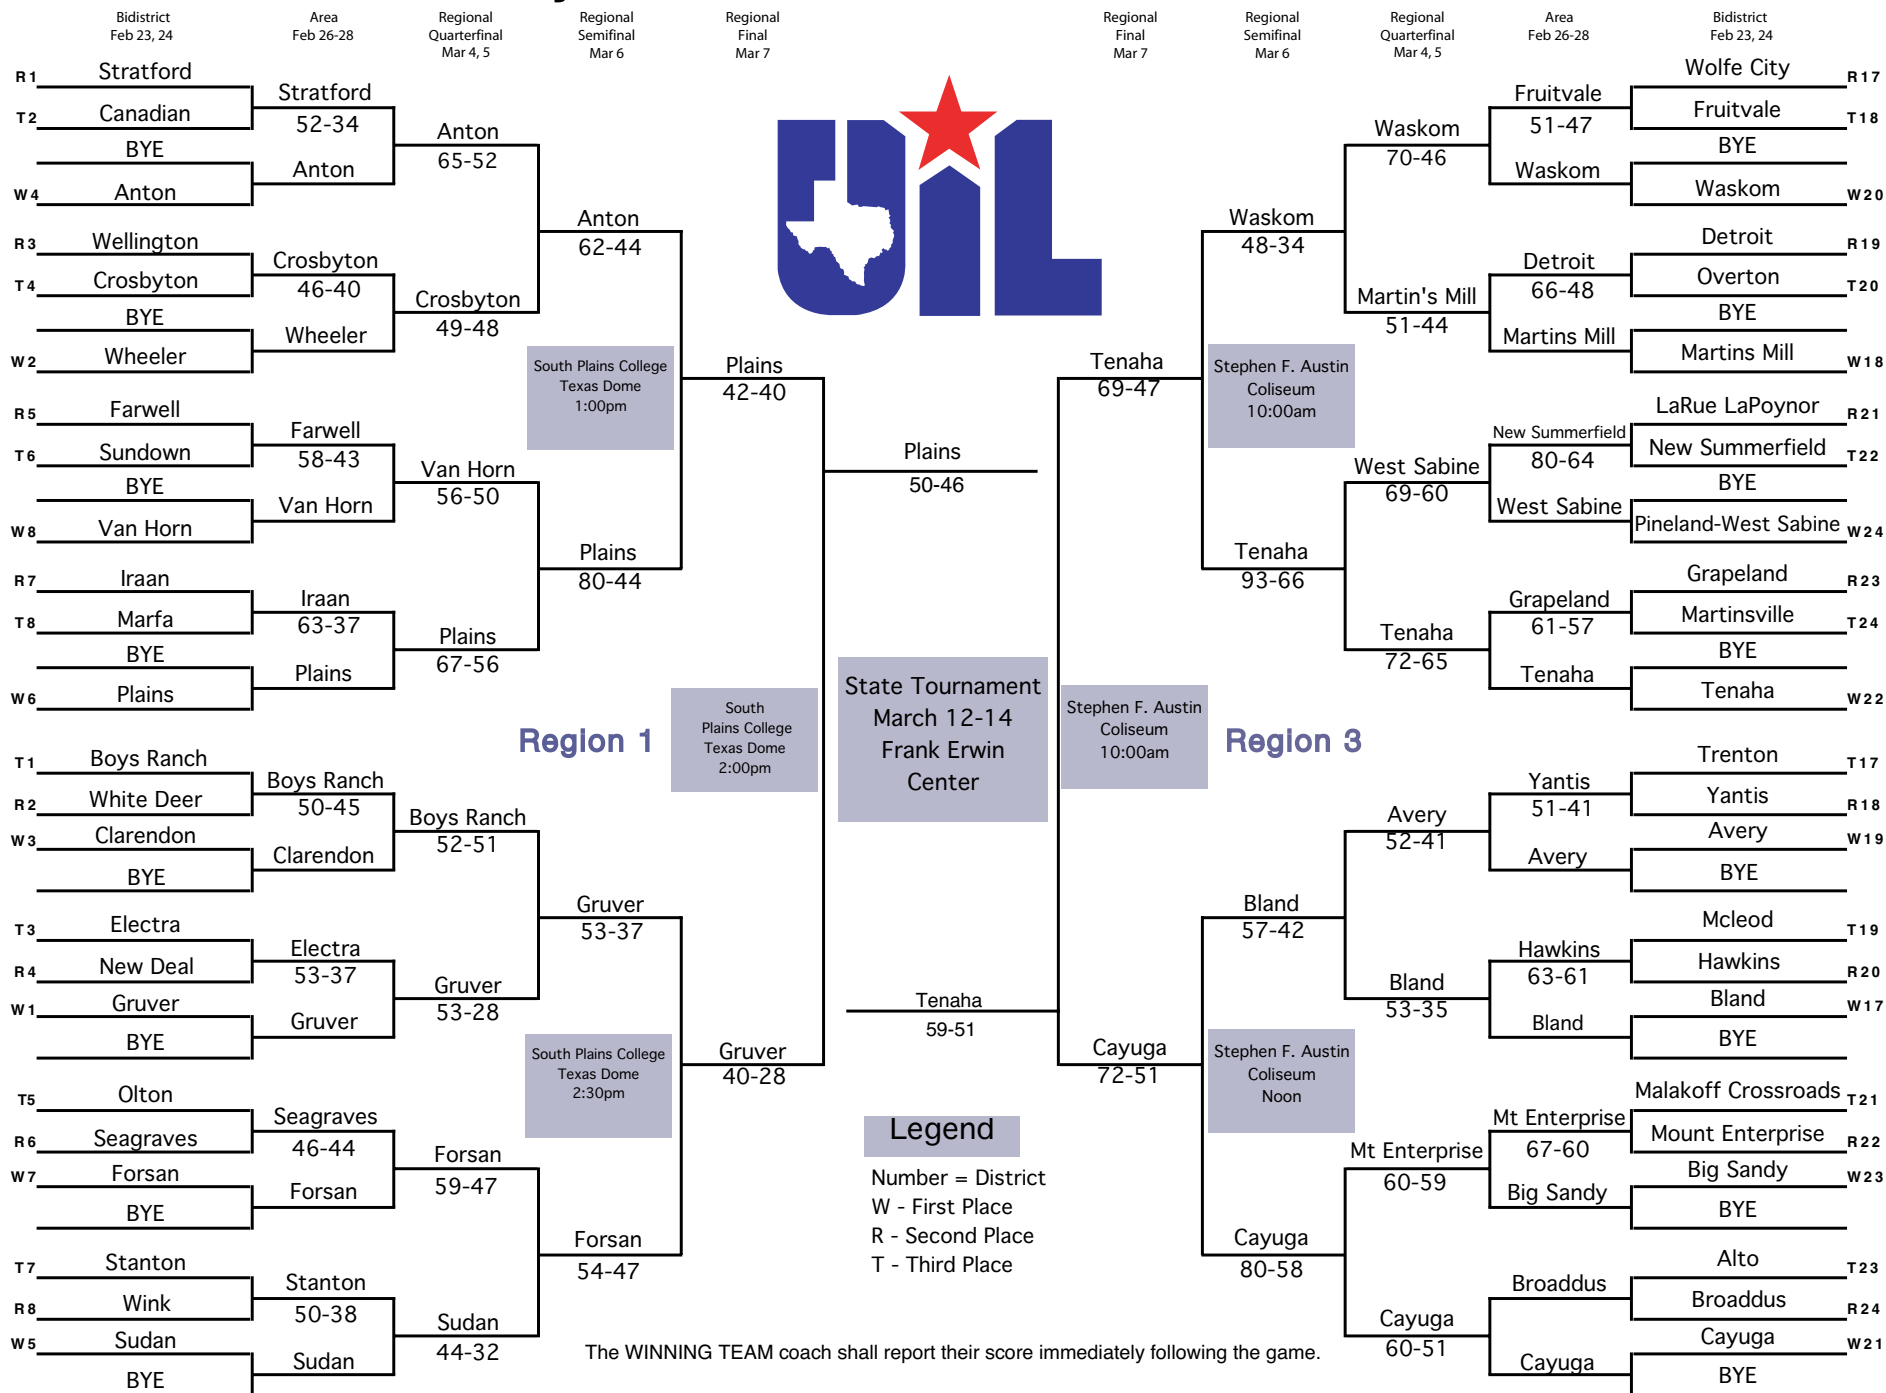 Bidistrict
Feb 23, 24
Area
Feb 26-28
Regional
Quarterfinal
Mar 4, 5
Regional
Semifinal
Mar 6
Regional
Final
Mar 7
Regional
Final
Mar 7
Regional
Semifinal
Mar 6
Regional
Quarterfinal
Mar 4, 5
Area
Feb 26-28
Bidistrict
Feb 23, 24
R1 Stratford
T2 Canadian
BYE
W4 Anton
R3 Wellington
T4 Crosbyton
BYE
W2 Wheeler
R5 Farwell
T6 Sundown
BYE
W8 Van Horn
R7 Iraan
T8 Marfa
BYE
W6 Plains
T1 Boys Ranch
R2 White Deer
W3 Clarendon
BYE
T3 Electra
R4 New Deal
W1 Gruver
BYE
T5 Olton
R6 Seagraves
W7 Forsan
BYE
T7 Stanton
R8 Wink
W5 Sudan
BYE
Stratford
52-34
Anton
Crosbyton
46-40
Wheeler
Farwell
58-43
Van Horn
Iraan
63-37
Plains
Boys Ranch
50-45
Clarendon
Electra
53-37
Gruver
Seagraves
46-44
Forsan
Stanton
50-38
Sudan
Anton
65-52
Crosbyton
49-48
Van Horn
56-50
Plains
67-56
Boys Ranch
52-51
Gruver
53-28
Forsan
59-47
Sudan
44-32
Anton
62-44
South Plains College
Texas Dome
1:00pm
Plains
80-44
Region 1
Gruver
53-37
South Plains College
Texas Dome
2:30pm
Forsan
54-47
Plains
42-40
South
Plains College
Texas Dome
2:00pm
Gruver
40-28
UIL
Plains
50-46
State Tournament
March 12-14
Frank Erwin
Center
Tenaha
59-51
Legend
Number = District
W - First Place
R - Second Place
T - Third Place
The WINNING TEAM coach shall report their score immediately following the game.
Tenaha
69-47
Stephen F. Austin
Coliseum
10:00am
Cayuga
72-51
Waskom
48-34
Stephen F. Austin
Coliseum
10:00am
Tenaha
93-66
Region 3
Bland
57-42
Stephen F. Austin
Coliseum
Noon
Cayuga
80-58
Waskom
70-46
Martin's Mill
51-44
West Sabine
69-60
Tenaha
72-65
Avery
52-41
Bland
53-35
Mt Enterprise
60-59
Cayuga
60-51
Fruitvale
51-47
Waskom
Detroit
66-48
Martins Mill
New Summerfield
80-64
West Sabine
Grapeland
61-57
Tenaha
Yantis
51-41
Avery
Hawkins
63-61
Bland
Mt Enterprise
67-60
Big Sandy
Broaddus
Cayuga
Wolfe City R17
Fruitvale T18
BYE
Waskom W20
Detroit R19
Overton T20
BYE
Martins Mill W18
LaRue LaPoynor R21
New Summerfield T22
BYE
Pineland-West Sabine W24
Grapeland R23
Martinsville T24
BYE
Tenaha W22
Trenton T17
Yantis R18
Avery W19
BYE
Mcleod T19
Hawkins R20
Bland W17
BYE
Malakoff Crossroads T21
Mount Enterprise R22
Big Sandy W23
BYE
Alto T23
Broaddus R24
Cayuga W21
BYE